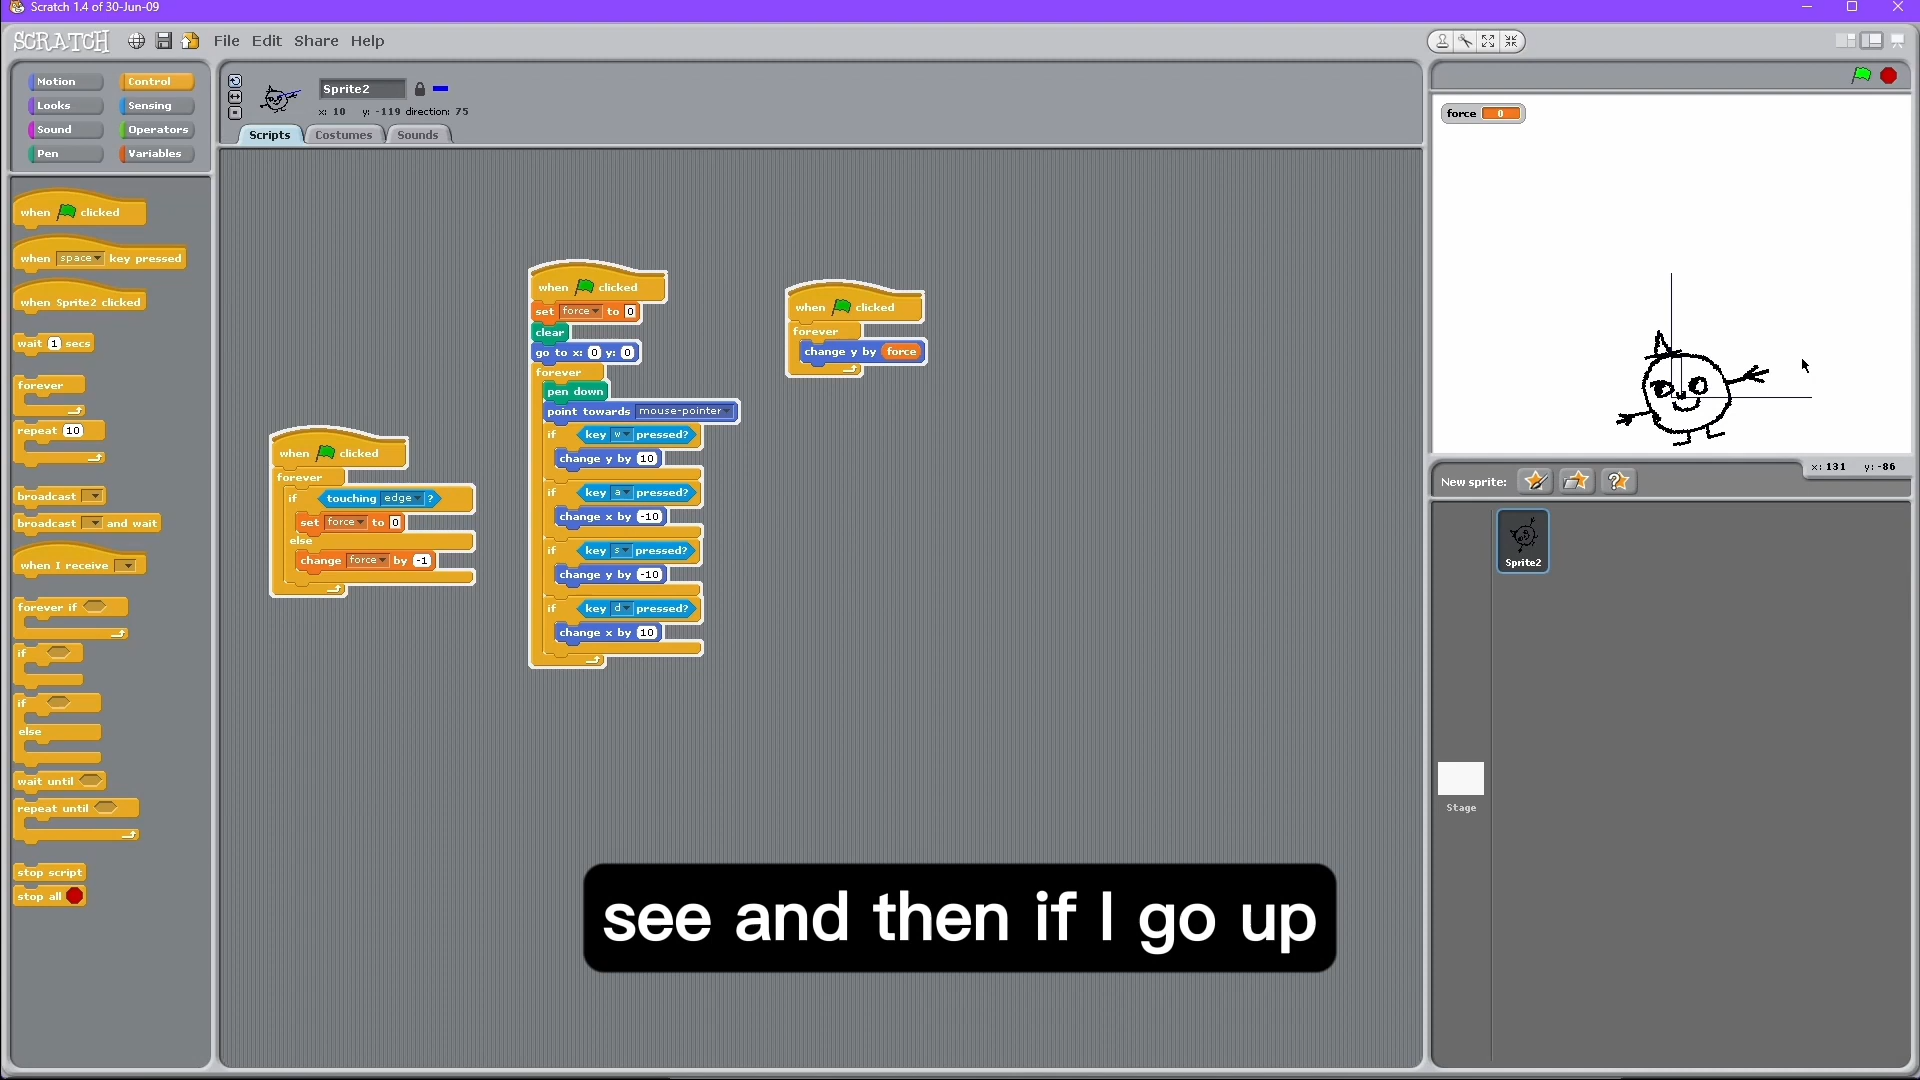 Scratch 1.4 of 30-Jun-09
SCRATCH File Edit Share Help
Motion Control
Looks Sensing
Sound Operators
Pen Variables
when clicked
when space key pressed
when Sprite2 clicked
wait 1 secs
forever
repeat 10
broadcast
broadcast and wait
when I receive
forever if
if
if
else
wait until
repeat until
stop script
stop all
Sprite2
x: 10 y: -119 direction: 75
Scripts Costumes Sounds
when clicked
forever
if touching edge ?
set force to 0
else
change force by -1
when clicked
set force to 0
clear
go to x: 0 y: 0
forever
pen down
point towards mouse-pointer
if key w pressed?
change y by 10
if key a pressed?
change x by -10
if key s pressed?
change y by -10
if key d pressed?
change x by 10
when clicked
forever
change y by force
force 0
x: 131 y: -86
New sprite:
Sprite2
Stage
see and then if I go up